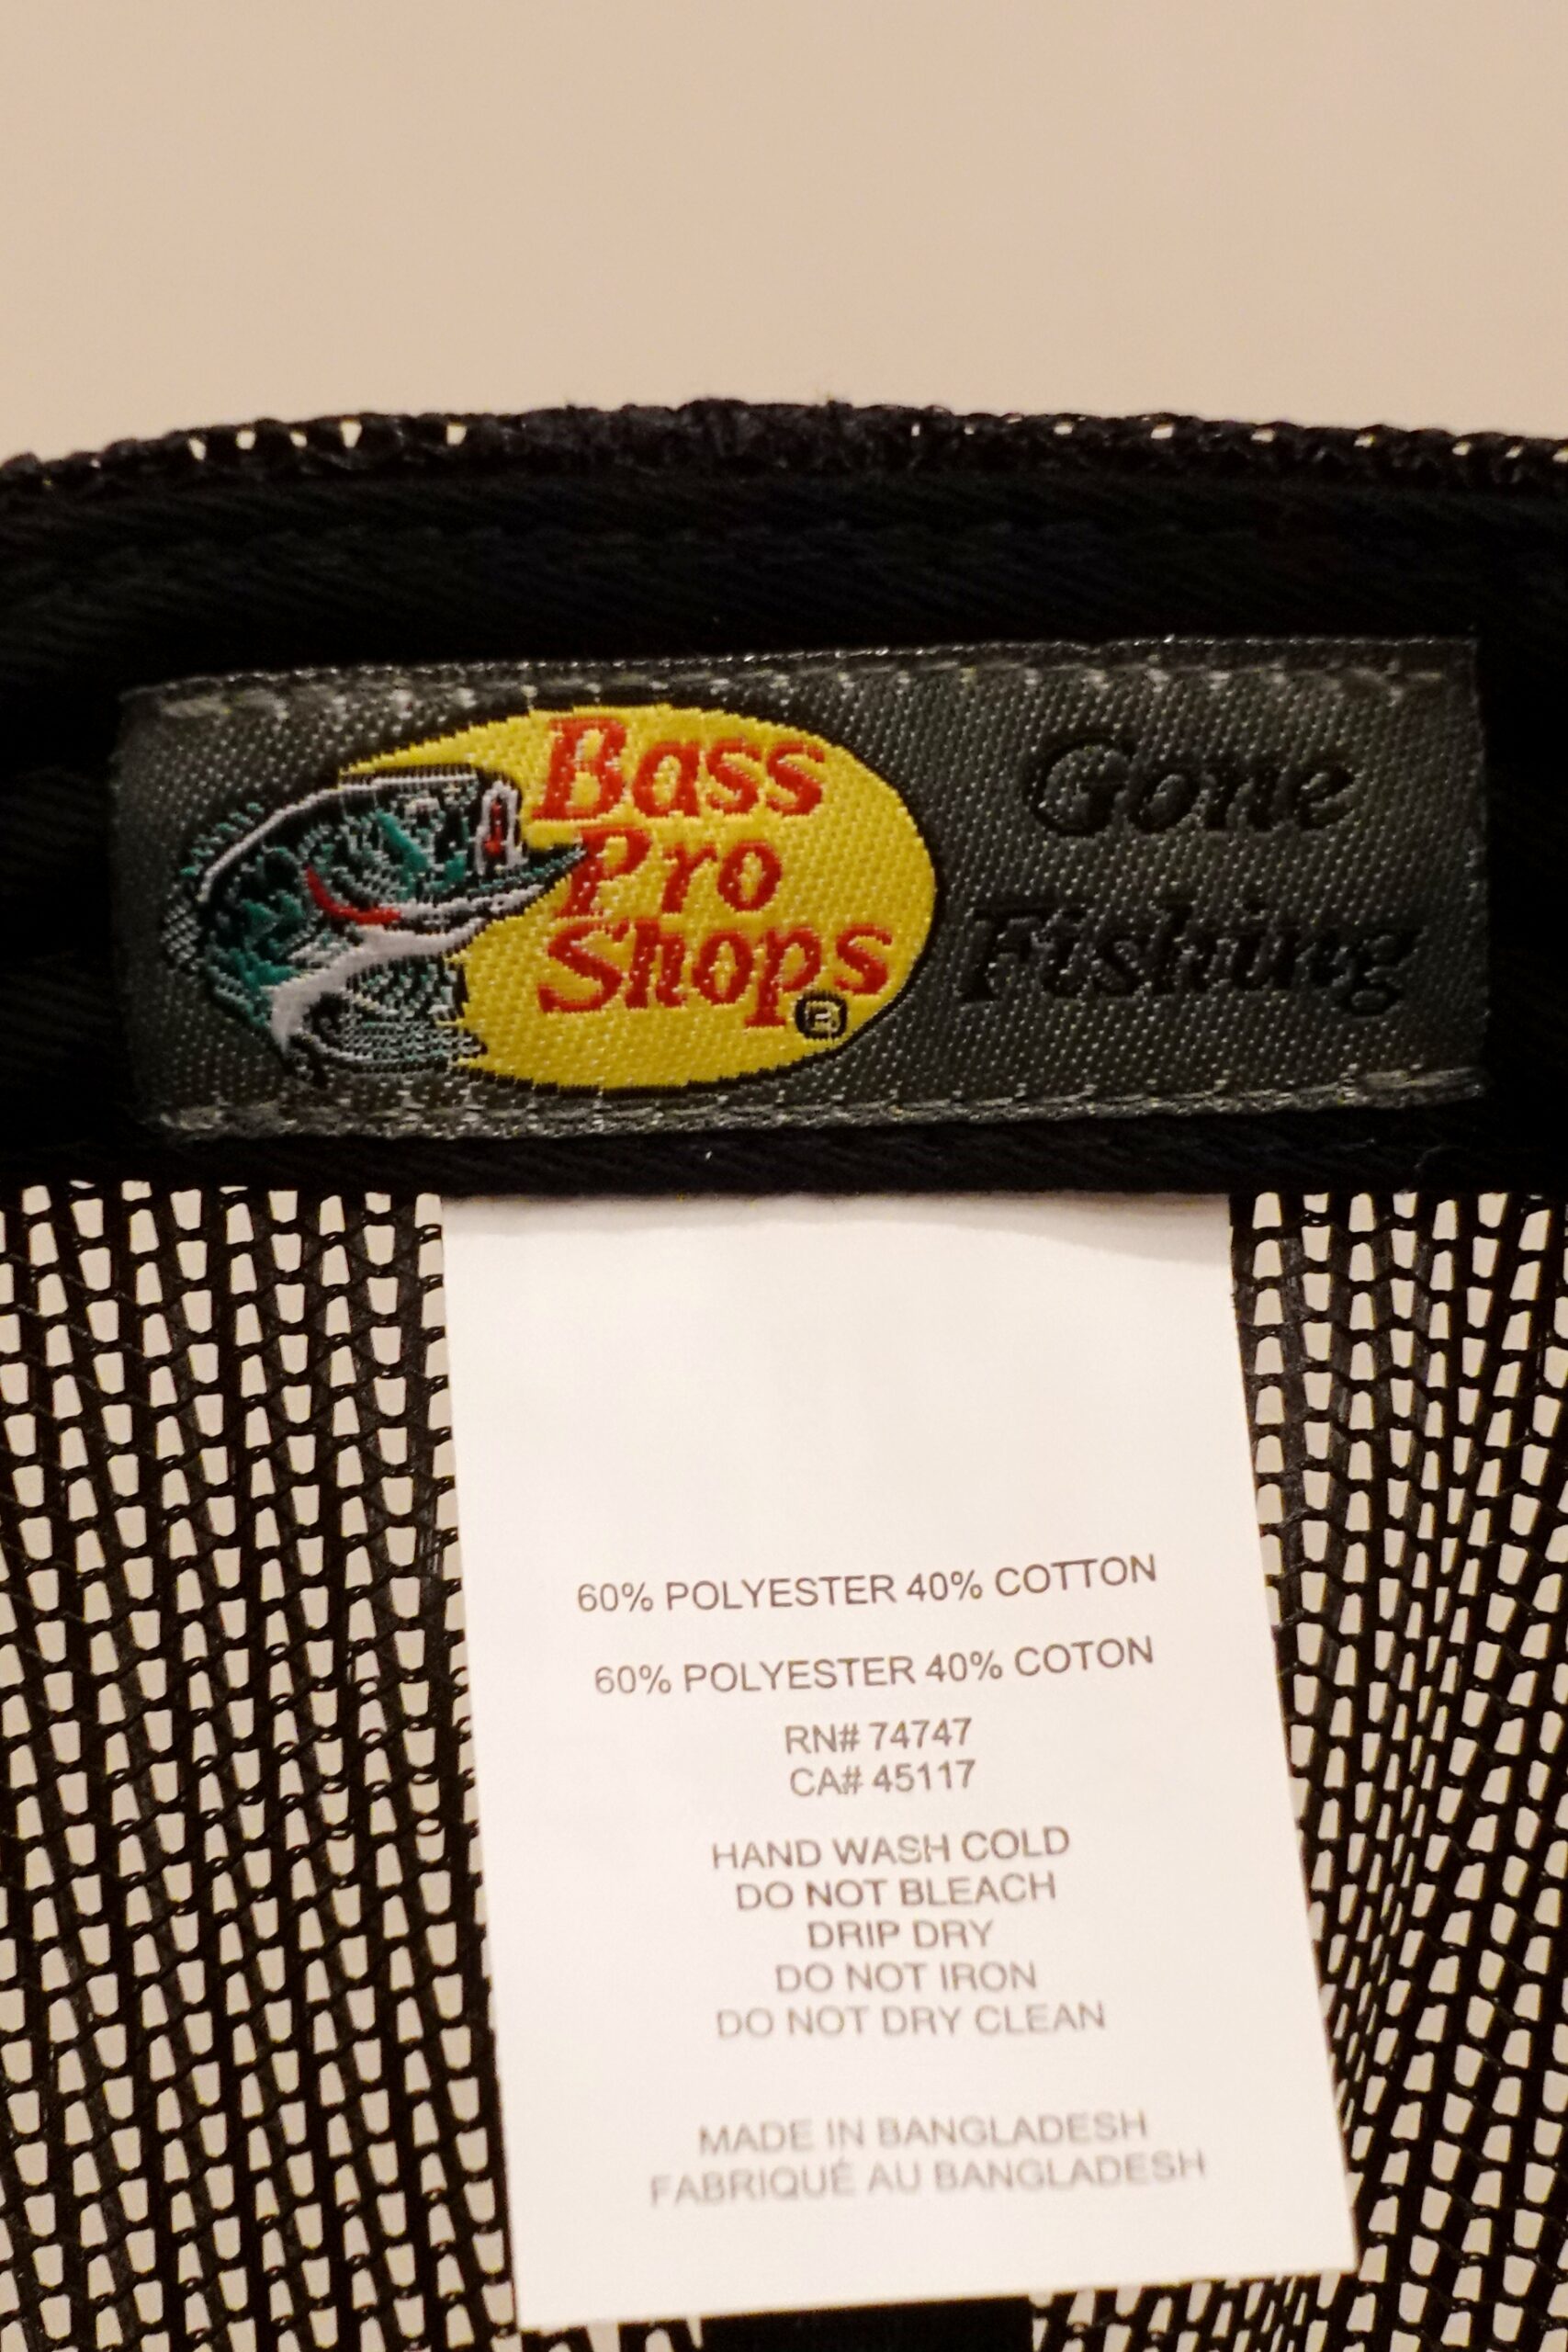 Bass
Pro
Shops
®
Gone
Fishing
60% POLYESTER 40% COTTON
60% POLYESTER 40% COTON
RN# 74747
CA# 45117
HAND WASH COLD
DO NOT BLEACH
DRIP DRY
DO NOT IRON
DO NOT DRY CLEAN
MADE IN BANGLADESH
FABRIQUÉ AU BANGLADESH